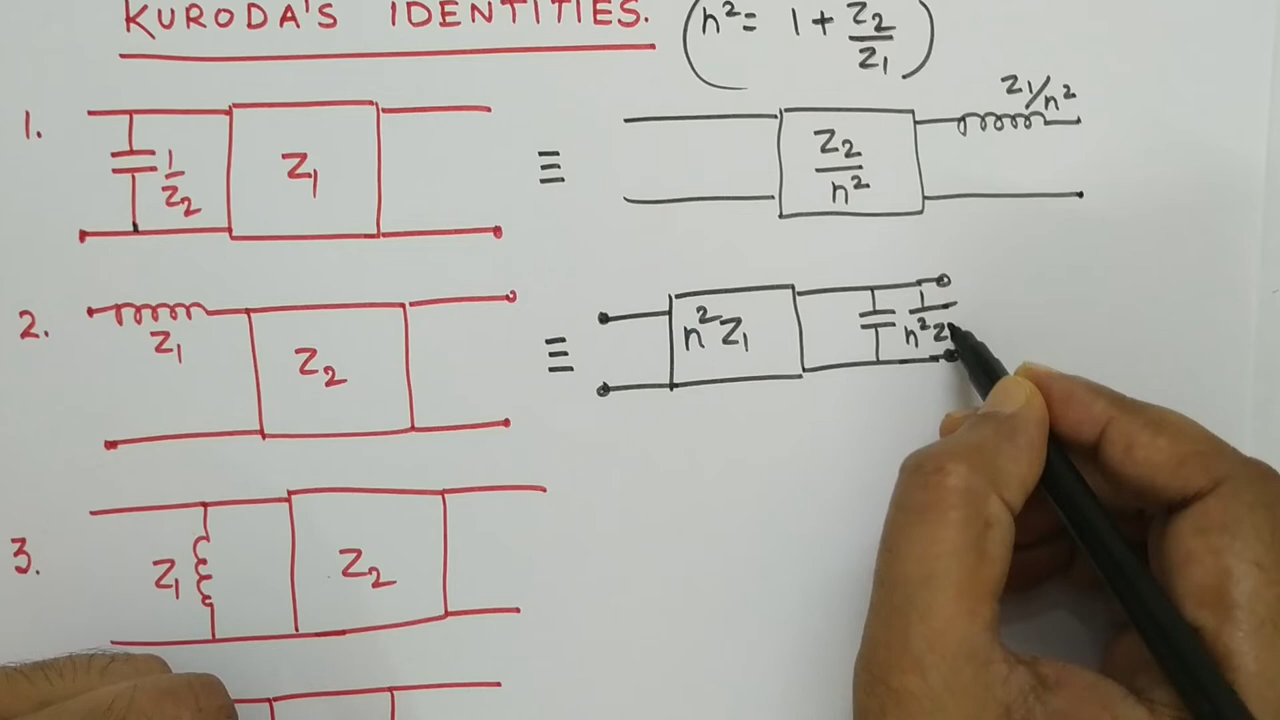 KURODA'S IDENTITIES. (n² = 1 + Z₂/Z₁)
1. 1/Z₂ Z₁ ≡ Z₂/n² Z₁/n²
2. Z₁ Z₂ ≡ n²Z₁ 1/n²Z
3. Z₁ Z₂